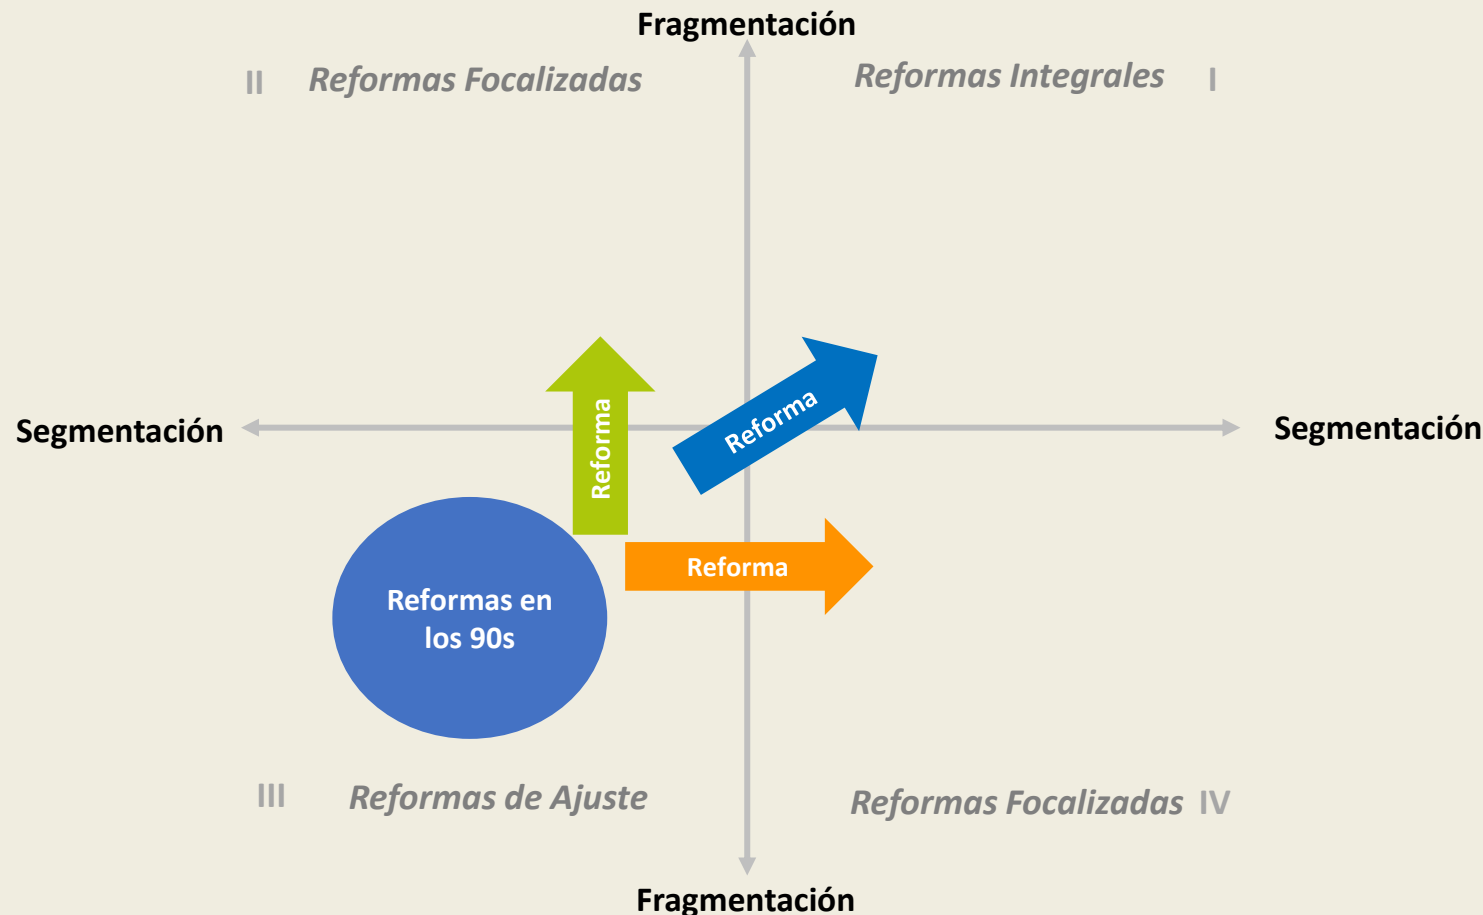 Fragmentación
II Reformas Focalizadas
Reformas Integrales I
Segmentación
Segmentación
Reforma
Reforma
Reforma
Reformas en
los 90s
III Reformas de Ajuste
Reformas Focalizadas IV
Fragmentación